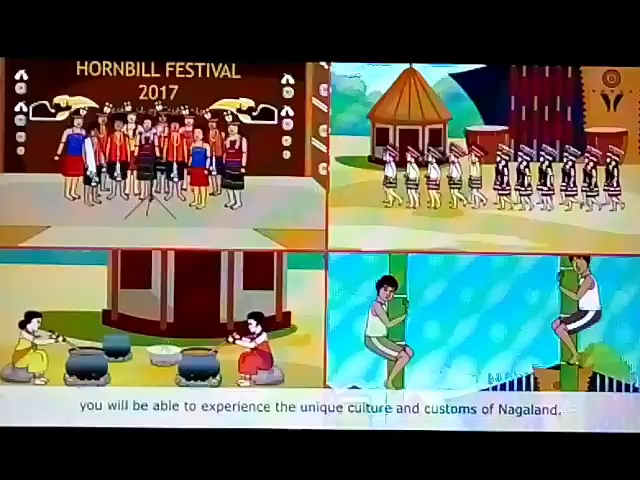 HORNBILL FESTIVAL
2017
you will be able to experience the unique culture and customs of Nagaland.